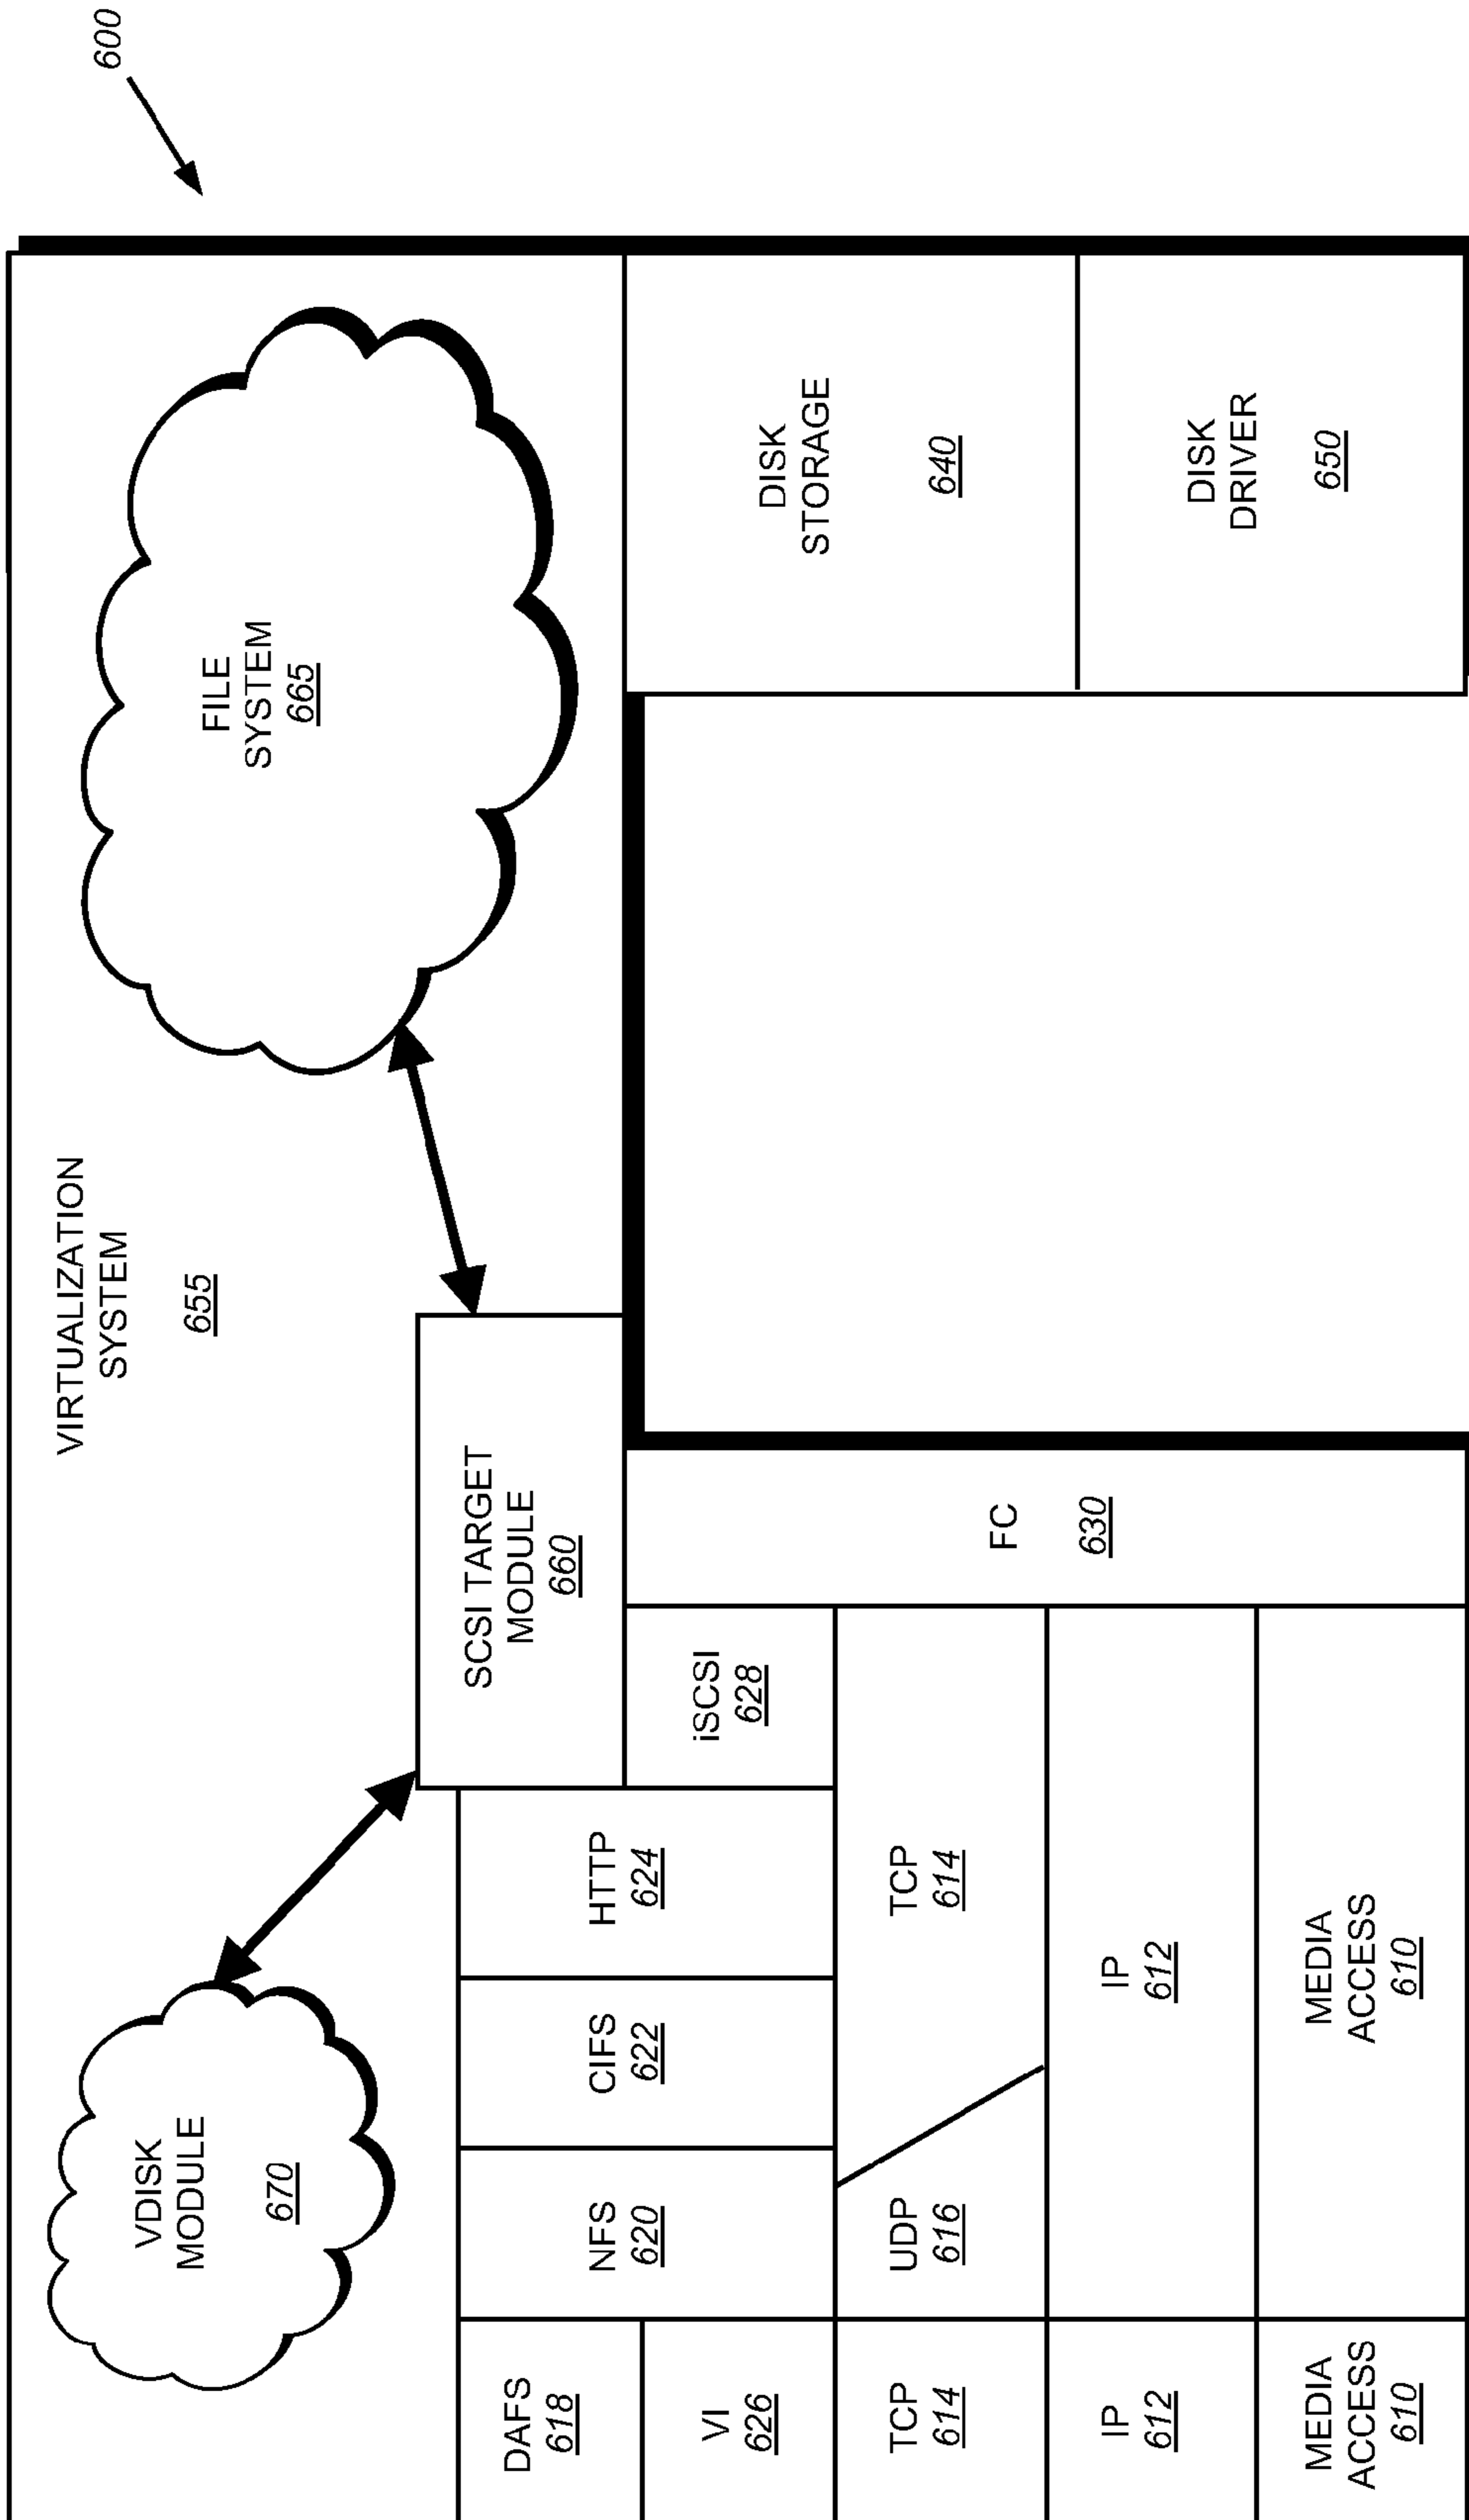 600
VIRTUALIZATION
SYSTEM
655
VDISK
MODULE
670
FILE
SYSTEM
665
SCSI TARGET
MODULE
660
DAFS
618
VI
626
NFS
620
CIFS
622
HTTP
624
iSCSI
628
FC
630
DISK
STORAGE
640
TCP
614
UDP
616
TCP
614
IP
612
IP
612
DISK
DRIVER
650
MEDIA
ACCESS
610
MEDIA
ACCESS
610